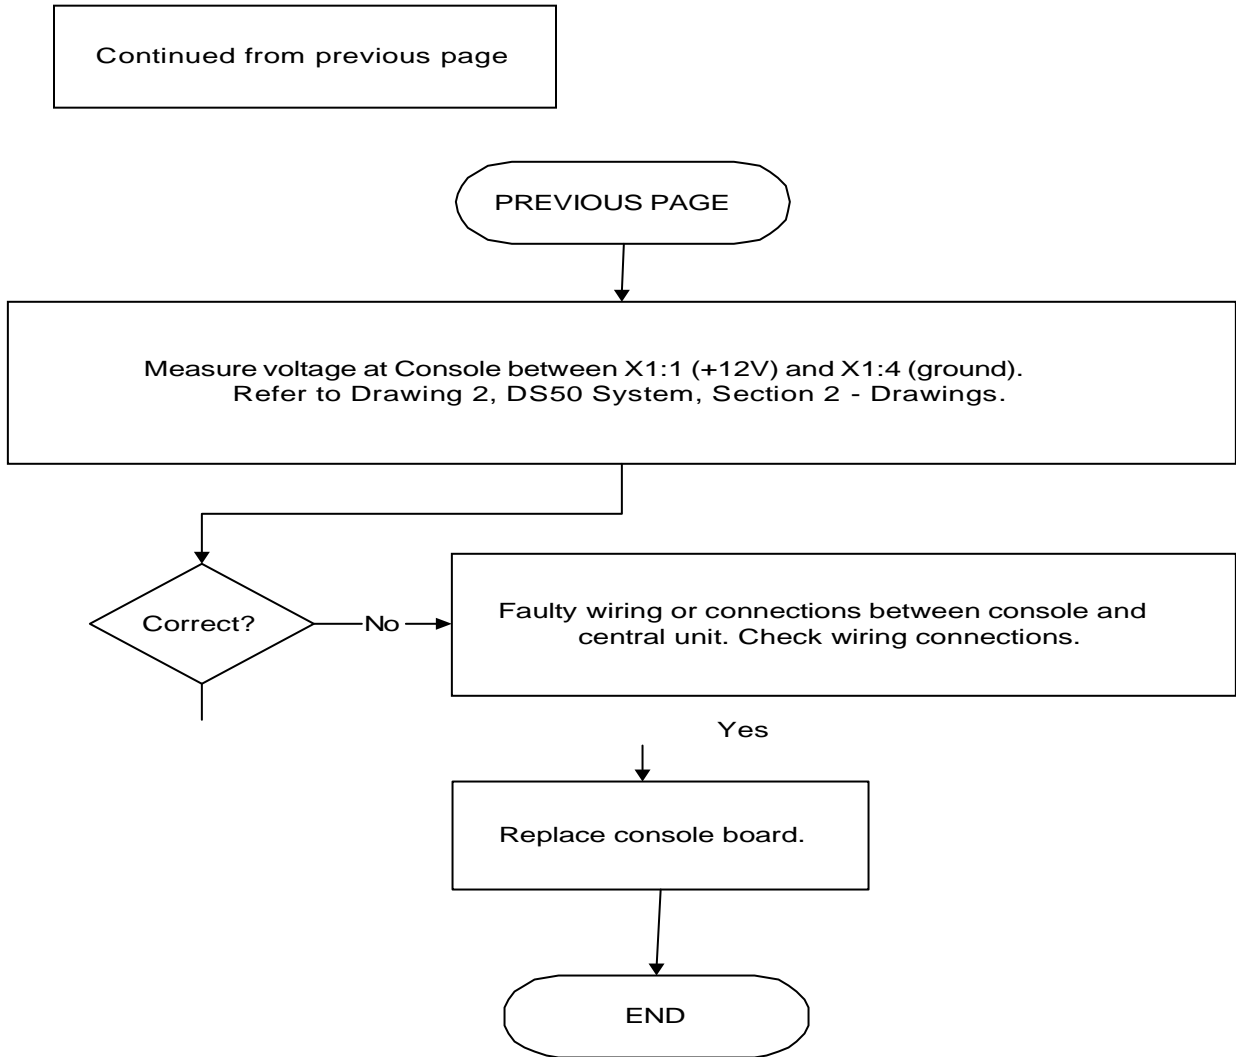 Continued from previous page
PREVIOUS PAGE
Measure voltage at Console between X1:1 (+12V) and X1:4 (ground).
Refer to Drawing 2, DS50 System, Section 2 - Drawings.
Correct?
No
Faulty wiring or connections between console and
central unit. Check wiring connections.
Yes
Replace console board.
END